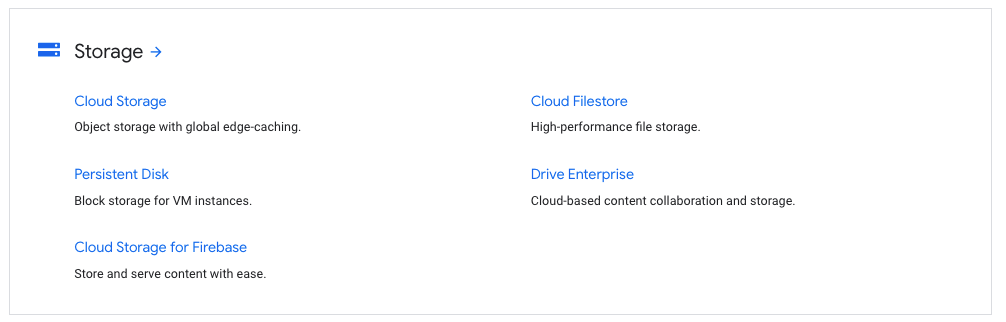 Storage →
Cloud Storage
Object storage with global edge-caching.
Cloud Filestore
High-performance file storage.
Persistent Disk
Block storage for VM instances.
Drive Enterprise
Cloud-based content collaboration and storage.
Cloud Storage for Firebase
Store and serve content with ease.